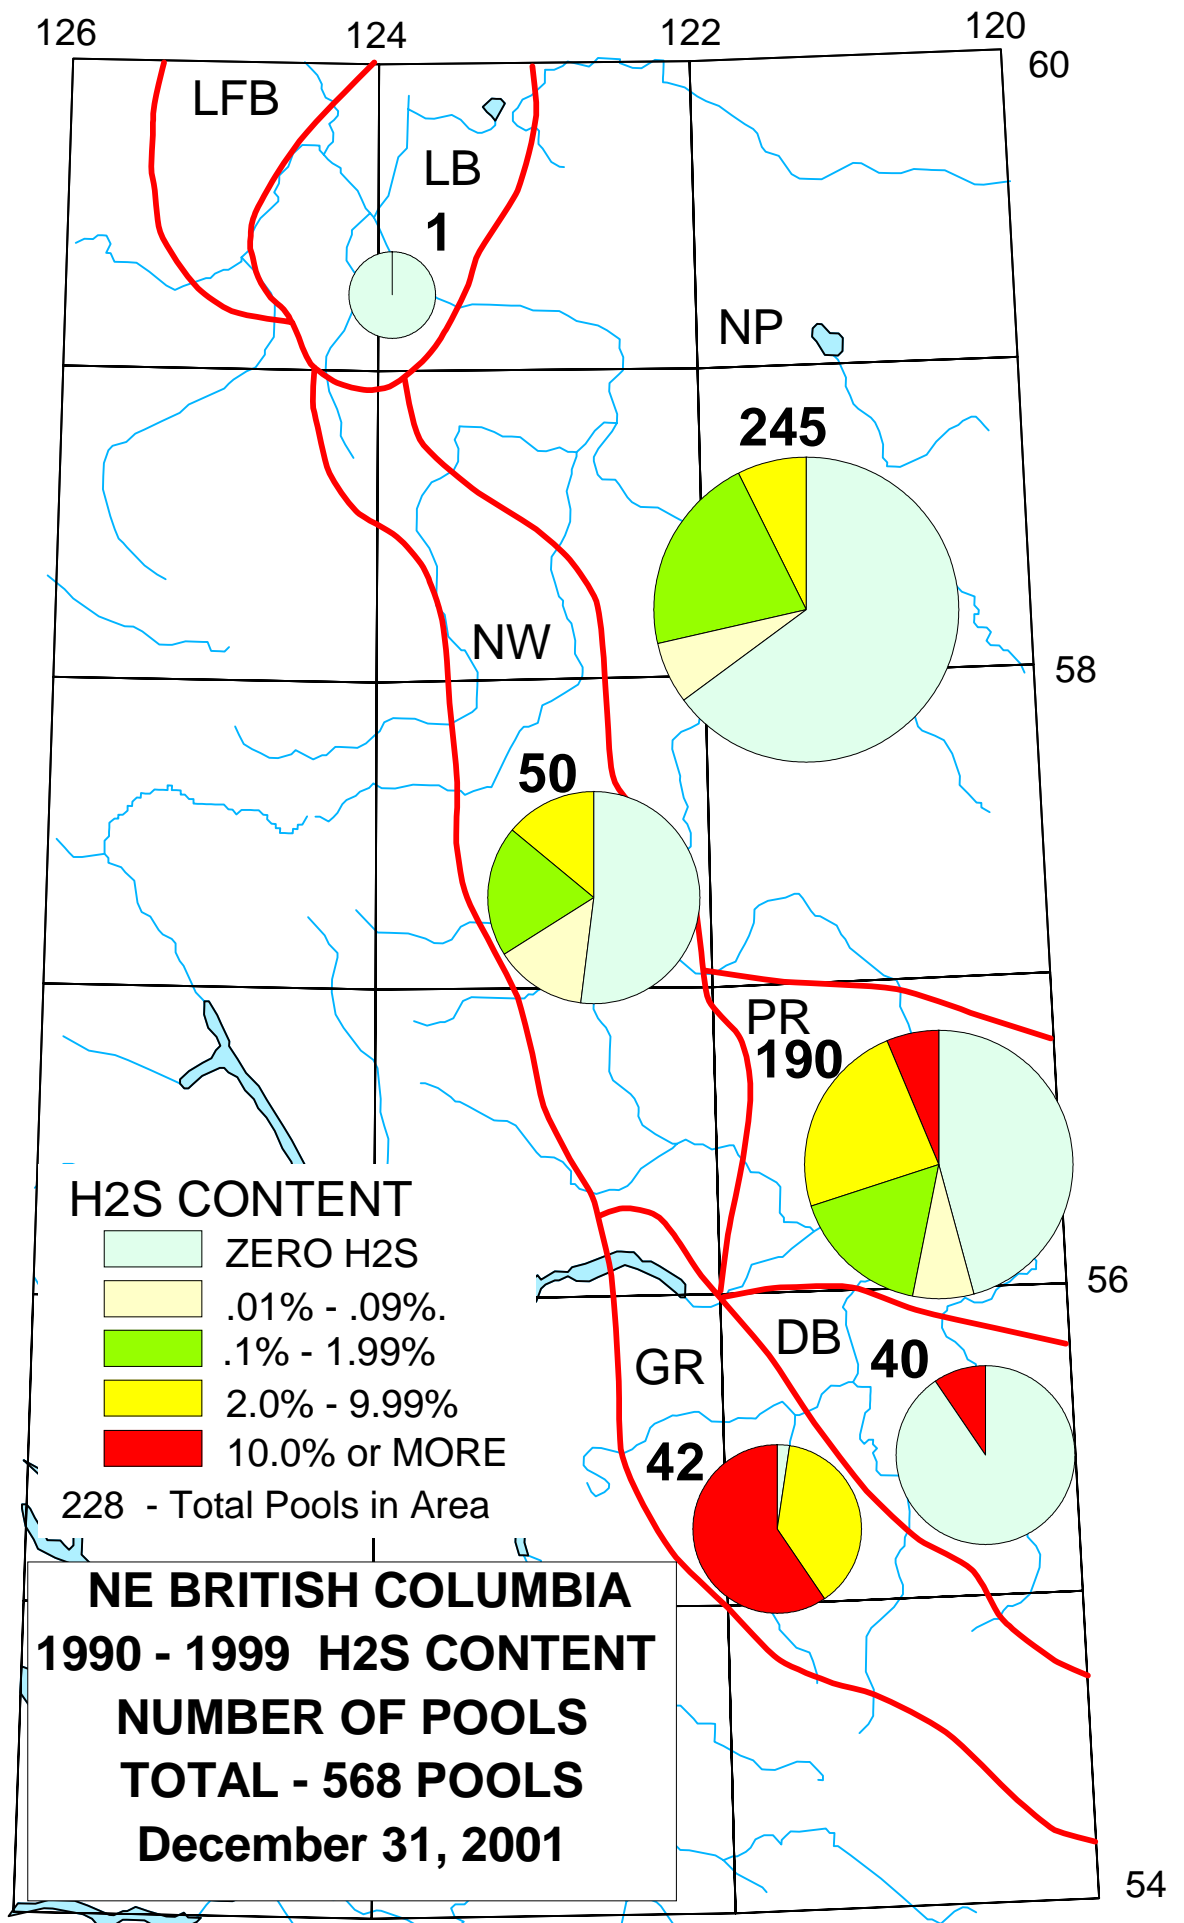 126 124 122 120
60
LFB
LB
1
NP
245
NW
58
50
PR
190
H2S CONTENT
ZERO H2S
.01% - .09%.
.1% - 1.99%
2.0% - 9.99%
10.0% or MORE
228 - Total Pools in Area
56
DB
40
GR
42
NE BRITISH COLUMBIA
1990 - 1999 H2S CONTENT
NUMBER OF POOLS
TOTAL - 568 POOLS
December 31, 2001
54